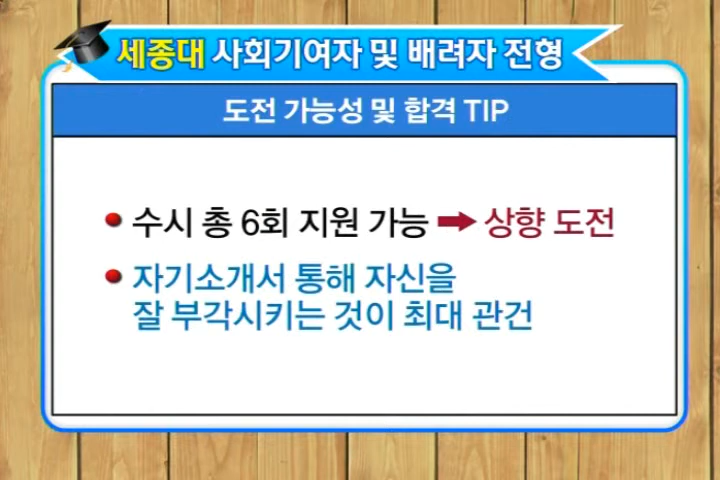 세종대 사회기여자 및 배려자 전형
도전 가능성 및 합격 TIP
수시 총 6회 지원 가능 ➡ 상향 도전
자기소개서 통해 자신을
잘 부각시키는 것이 최대 관건